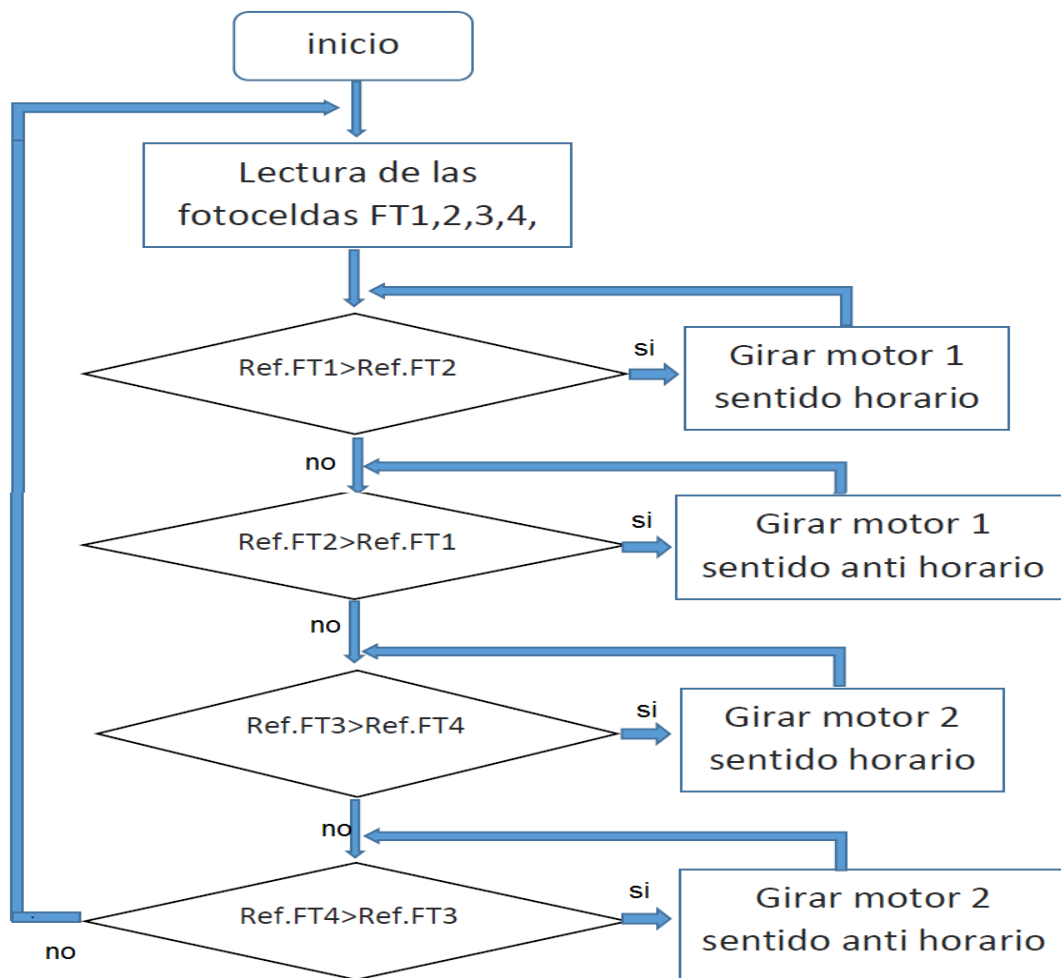 inicio
Lectura de las
fotoceldas FT1,2,3,4,
Ref.FT1>Ref.FT2
si
Girar motor 1
sentido horario
no
Ref.FT2>Ref.FT1
si
Girar motor 1
sentido anti horario
no
Ref.FT3>Ref.FT4
si
Girar motor 2
sentido horario
no
Ref.FT4>Ref.FT3
si
Girar motor 2
sentido anti horario
no